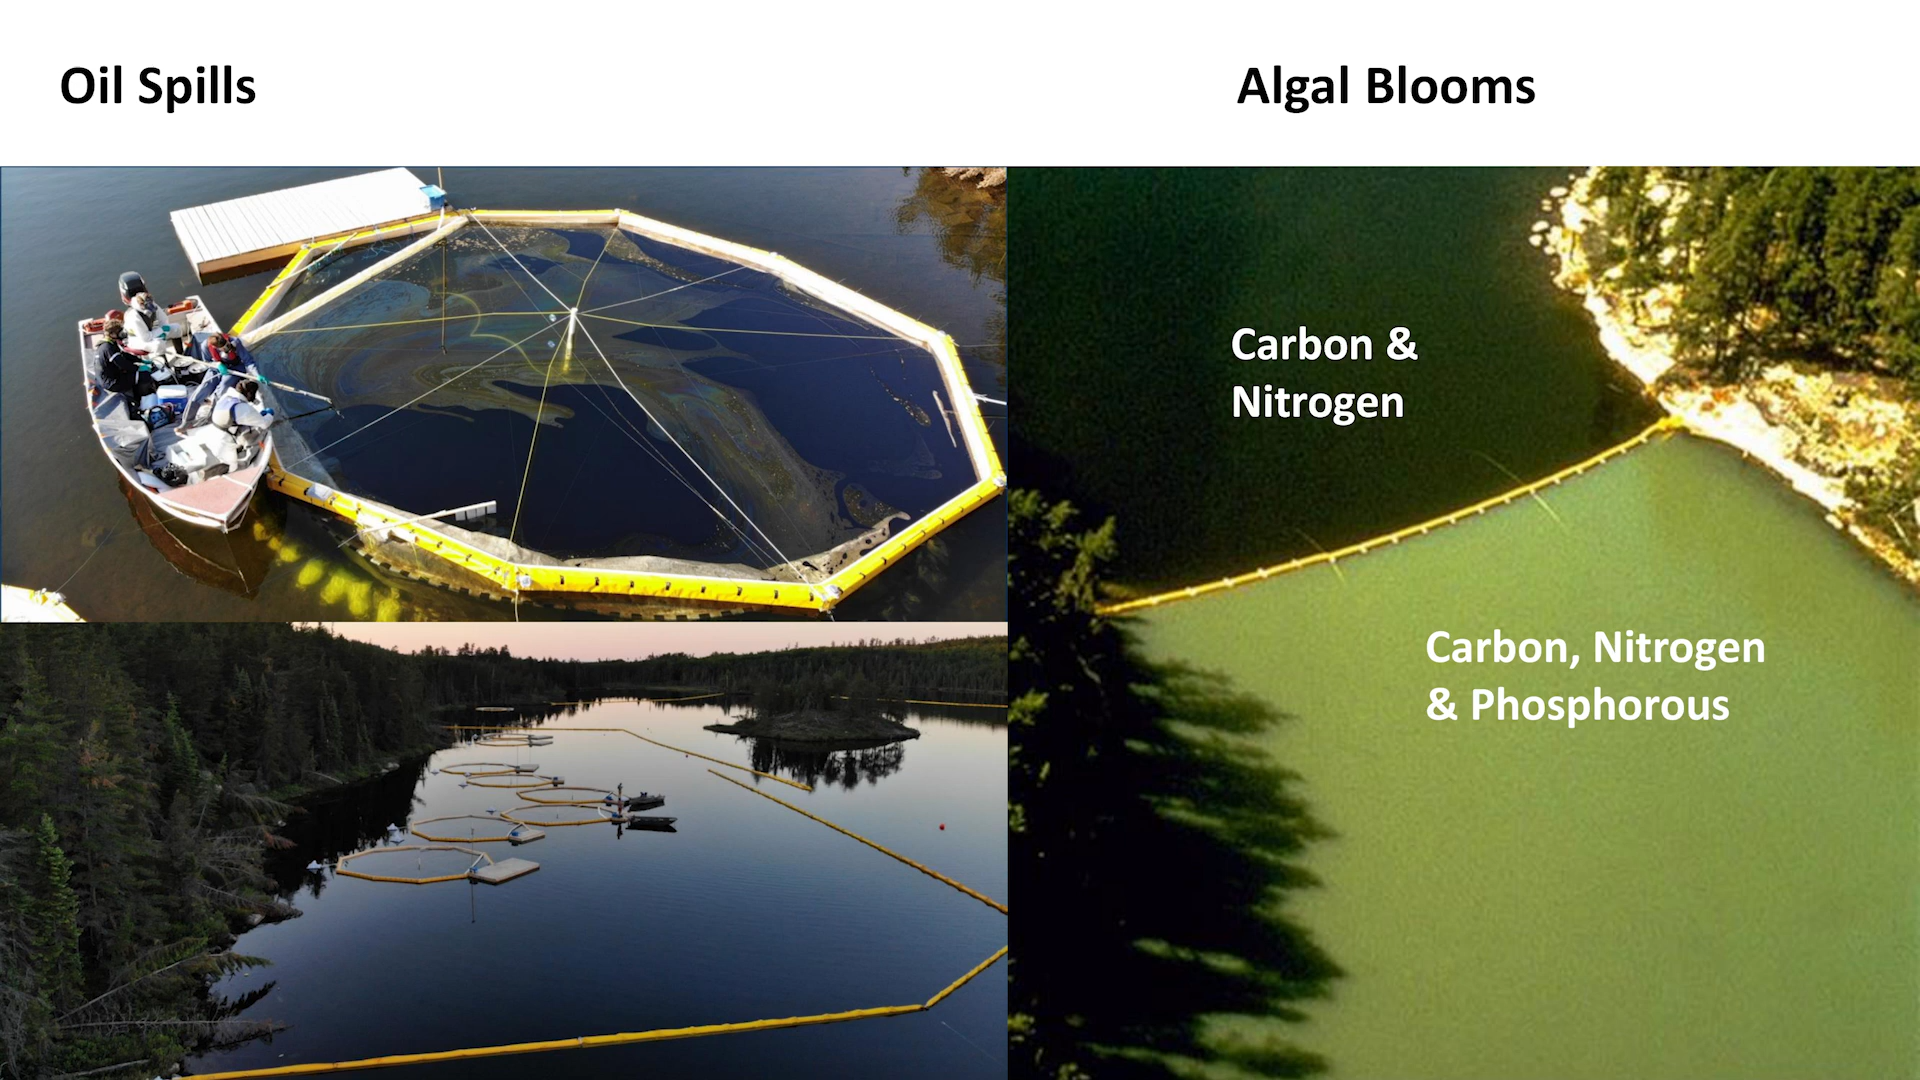 Oil Spills
Algal Blooms
Carbon &
Nitrogen
Carbon, Nitrogen
& Phosphorous